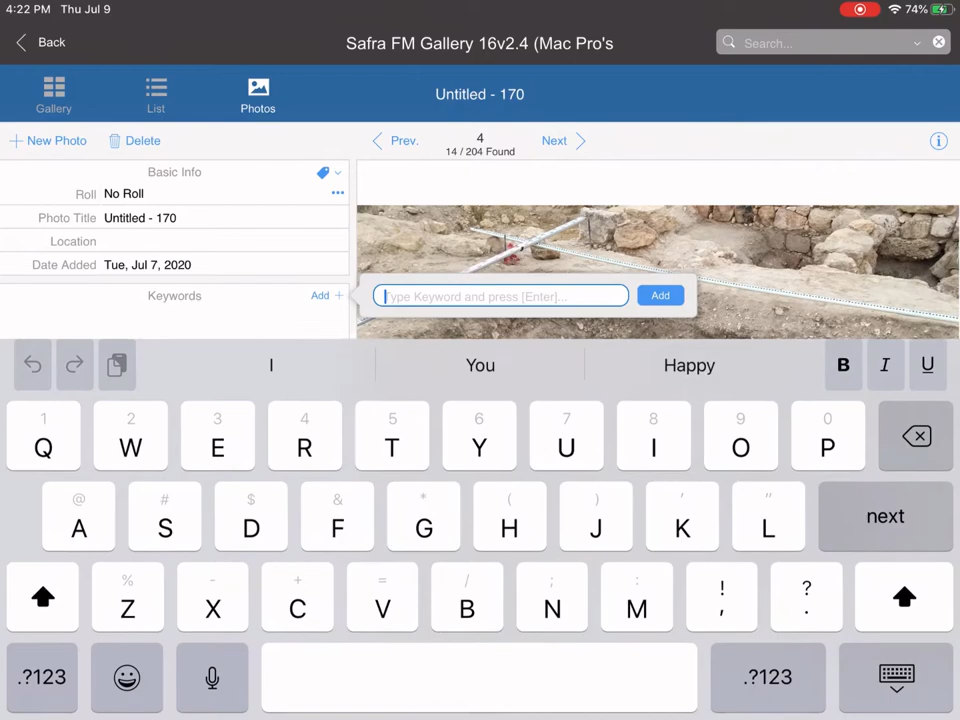 4:22 PM Thu Jul 9 74%
Back Safra FM Gallery 16v2.4 (Mac Pro's Search...
Gallery List Photos Untitled - 170
New Photo Delete Prev. 4 Next
14 / 204 Found
Basic Info
Roll No Roll
Photo Title Untitled - 170
Location
Date Added Tue, Jul 7, 2020
Keywords Add + Type Keyword and press [Enter]... Add
I You Happy B I U
1 2 3 4 5 6 7 8 9 0
Q W E R T Y U I O P
@ # $ & * ( ) ' "
A S D F G H J K L next
% - + = / ; : ! ?
Z X C V B N M , .
.?123 .?123